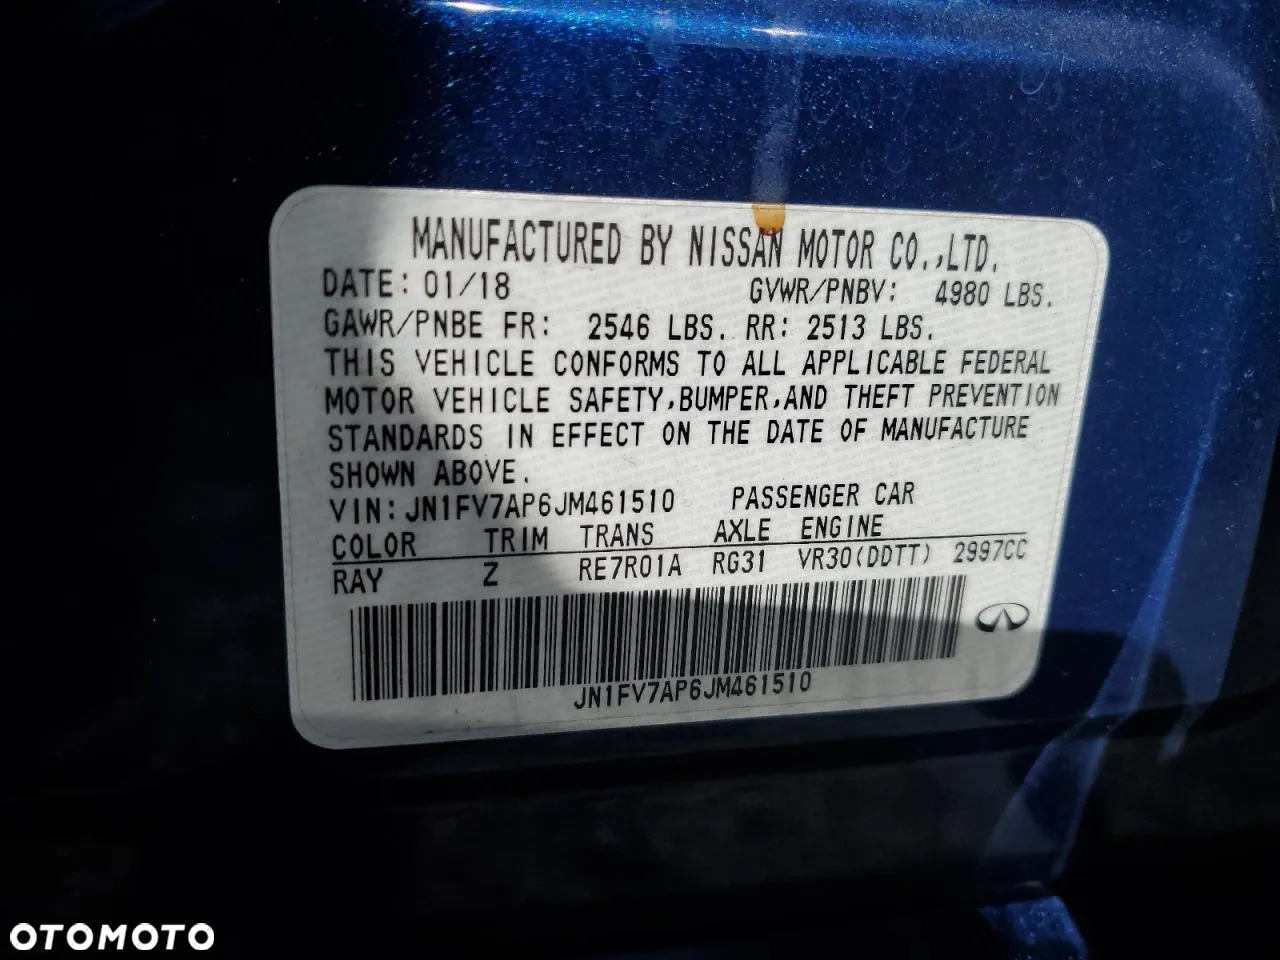 MANUFACTURED BY NISSAN MOTOR CO.,LTD.
DATE: 01/18 GVWR/PNBV: 4980 LBS.
GAWR/PNBE FR: 2546 LBS. RR: 2513 LBS.
THIS VEHICLE CONFORMS TO ALL APPLICABLE FEDERAL
MOTOR VEHICLE SAFETY,BUMPER,AND THEFT PREVENTION
STANDARDS IN EFFECT ON THE DATE OF MANUFACTURE
SHOWN ABOVE.
VIN:JN1FV7AP6JM461510 PASSENGER CAR
COLOR TRIM TRANS AXLE ENGINE
RAY Z RE7R01A RG31 VR30(DDTT) 2997CC
JN1FV7AP6JM461510
OTOMOTO